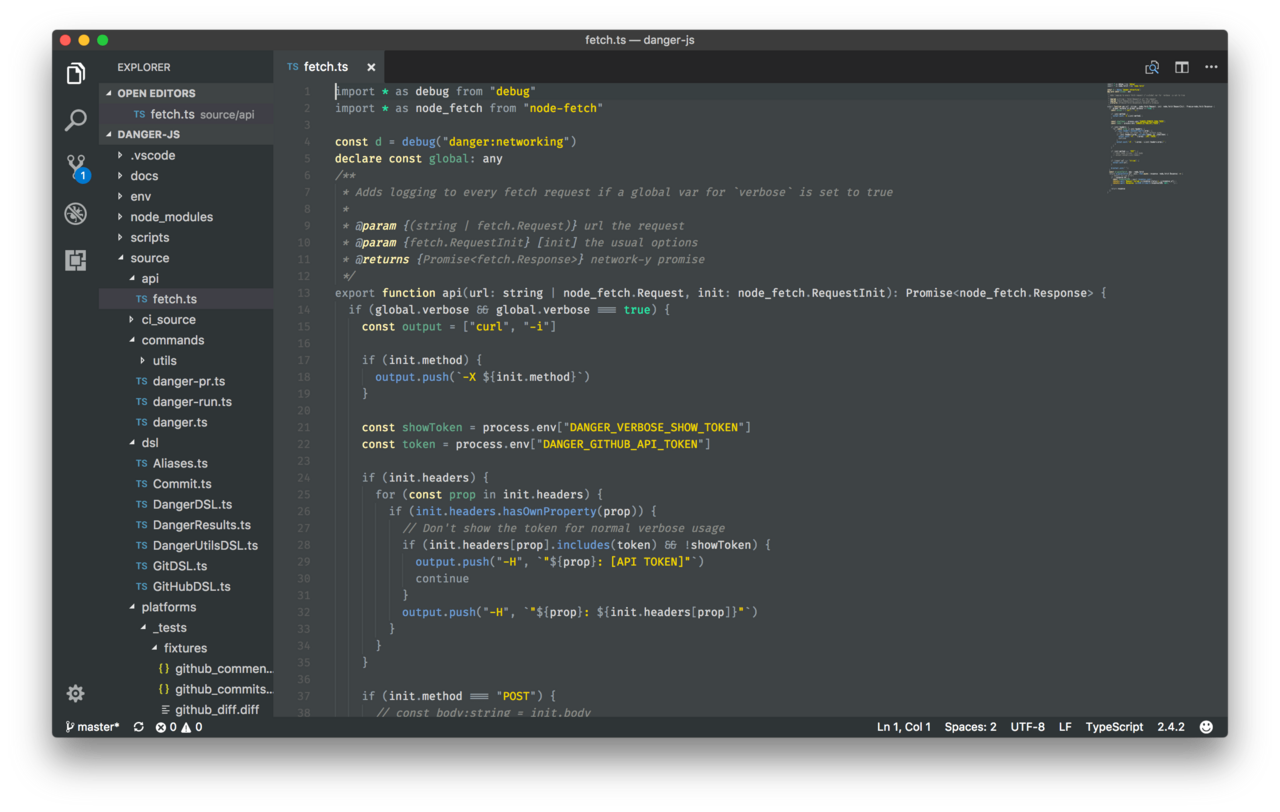 fetch.ts — danger-js
EXPLORER
OPEN EDITORS
TS fetch.ts source/api
DANGER-JS
.vscode
docs
env
node_modules
scripts
source
api
TS fetch.ts
ci_source
commands
utils
TS danger-pr.ts
TS danger-run.ts
TS danger.ts
dsl
TS Aliases.ts
TS Commit.ts
TS DangerDSL.ts
TS DangerResults.ts
TS DangerUtilsDSL.ts
TS GitDSL.ts
TS GitHubDSL.ts
platforms
_tests
fixtures
{} github_commen...
{} github_commits...
github_diff.diff
1
TS fetch.ts ×
1 import * as debug from "debug"
2 import * as node_fetch from "node-fetch"
3
4 const d = debug("danger:networking")
5 declare const global: any
6 /**
7 * Adds logging to every fetch request if a global var for `verbose` is set to true
8 *
9 * @param {(string | fetch.Request)} url the request
10 * @param {fetch.RequestInit} [init] the usual options
11 * @returns {Promise<fetch.Response>} network-y promise
12 */
13 export function api(url: string | node_fetch.Request, init: node_fetch.RequestInit): Promise<node_fetch.Response> {
14 if (global.verbose && global.verbose === true) {
15 const output = ["curl", "-i"]
16
17 if (init.method) {
18 output.push(`-X ${init.method}`)
19 }
20
21 const showToken = process.env["DANGER_VERBOSE_SHOW_TOKEN"]
22 const token = process.env["DANGER_GITHUB_API_TOKEN"]
23
24 if (init.headers) {
25 for (const prop in init.headers) {
26 if (init.headers.hasOwnProperty(prop)) {
27 // Don't show the token for normal verbose usage
28 if (init.headers[prop].includes(token) && !showToken) {
29 output.push("-H", `"${prop}: [API TOKEN]"`)
30 continue
31 }
32 output.push("-H", `"${prop}: ${init.headers[prop]}"`)
33 }
34 }
35 }
36
37 if (init.method === "POST") {
38 // const body:string = init.body
master* 0 0
Ln 1, Col 1 Spaces: 2 UTF-8 LF TypeScript 2.4.2